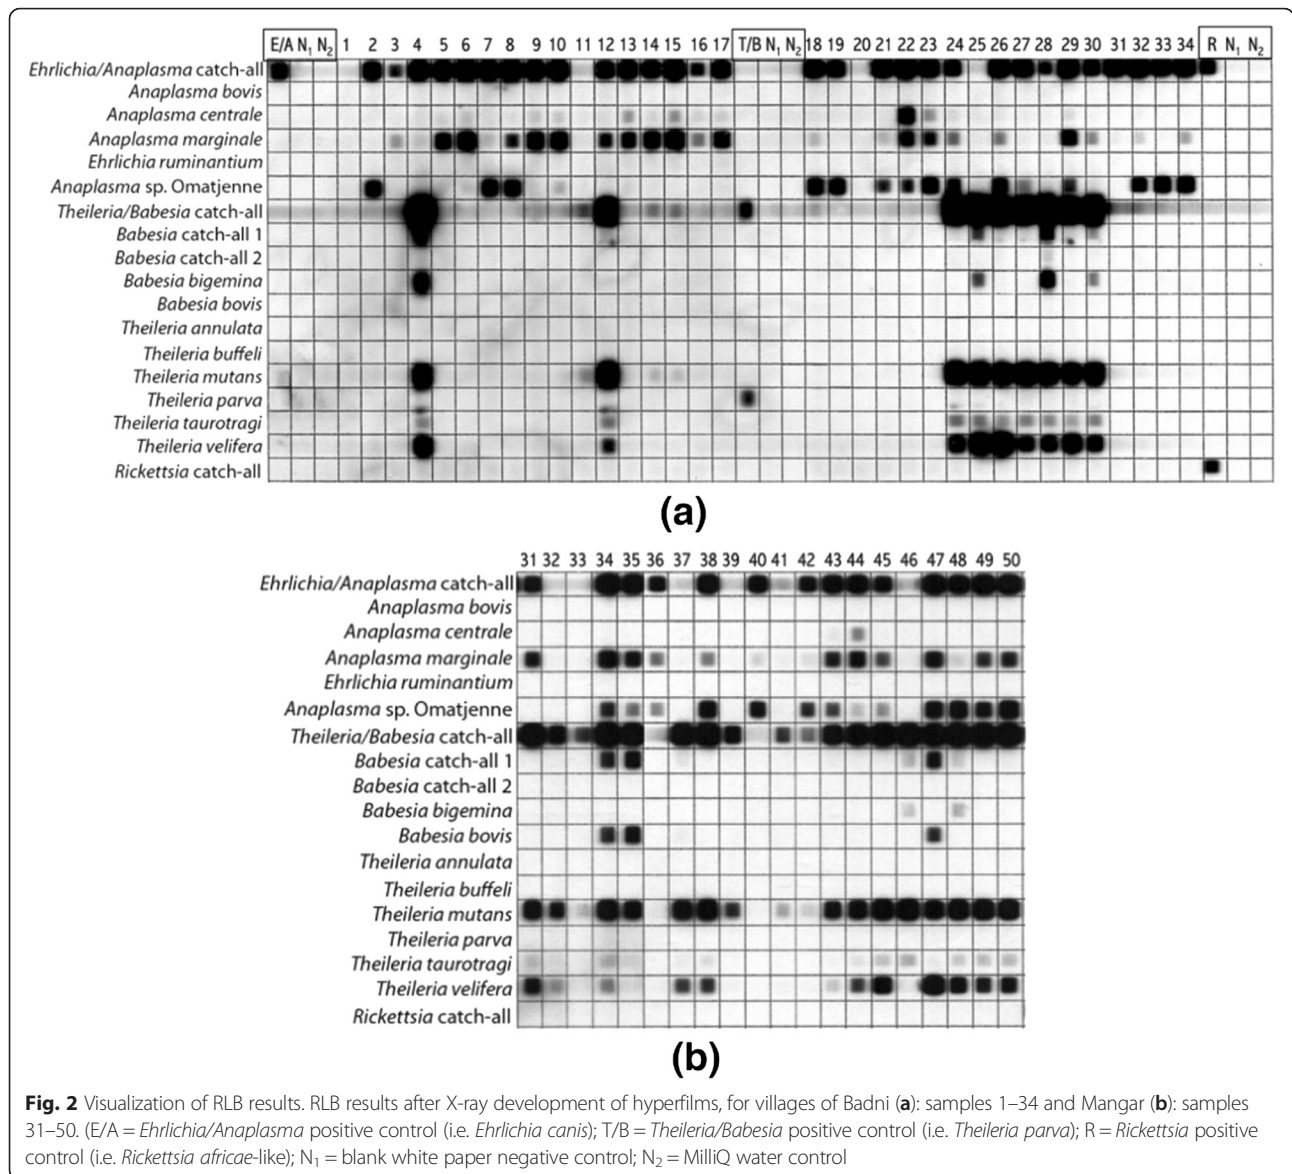 E/A N₁ N₂ 1 2 3 4 5 6 7 8 9 10 11 12 13 14 15 16 17 T/B N₁ N₂ 18 19 20 21 22 23 24 25 26 27 28 29 30 31 32 33 34 R N₁ N₂
Ehrlichia/Anaplasma catch-all
Anaplasma bovis
Anaplasma centrale
Anaplasma marginale
Ehrlichia ruminantium
Anaplasma sp. Omatjenne
Theileria/Babesia catch-all
Babesia catch-all 1
Babesia catch-all 2
Babesia bigemina
Babesia bovis
Theileria annulata
Theileria buffeli
Theileria mutans
Theileria parva
Theileria taurotragi
Theileria velifera
Rickettsia catch-all
(a)
31 32 33 34 35 36 37 38 39 40 41 42 43 44 45 46 47 48 49 50
Ehrlichia/Anaplasma catch-all
Anaplasma bovis
Anaplasma centrale
Anaplasma marginale
Ehrlichia ruminantium
Anaplasma sp. Omatjenne
Theileria/Babesia catch-all
Babesia catch-all 1
Babesia catch-all 2
Babesia bigemina
Babesia bovis
Theileria annulata
Theileria buffeli
Theileria mutans
Theileria parva
Theileria taurotragi
Theileria velifera
Rickettsia catch-all
(b)
Fig. 2 Visualization of RLB results. RLB results after X-ray development of hyperfilms, for villages of Badni (a): samples 1–34 and Mangar (b): samples
31–50. (E/A = Ehrlichia/Anaplasma positive control (i.e. Ehrlichia canis); T/B = Theileria/Babesia positive control (i.e. Theileria parva); R = Rickettsia positive
control (i.e. Rickettsia africae-like); N₁ = blank white paper negative control; N₂ = MilliQ water control